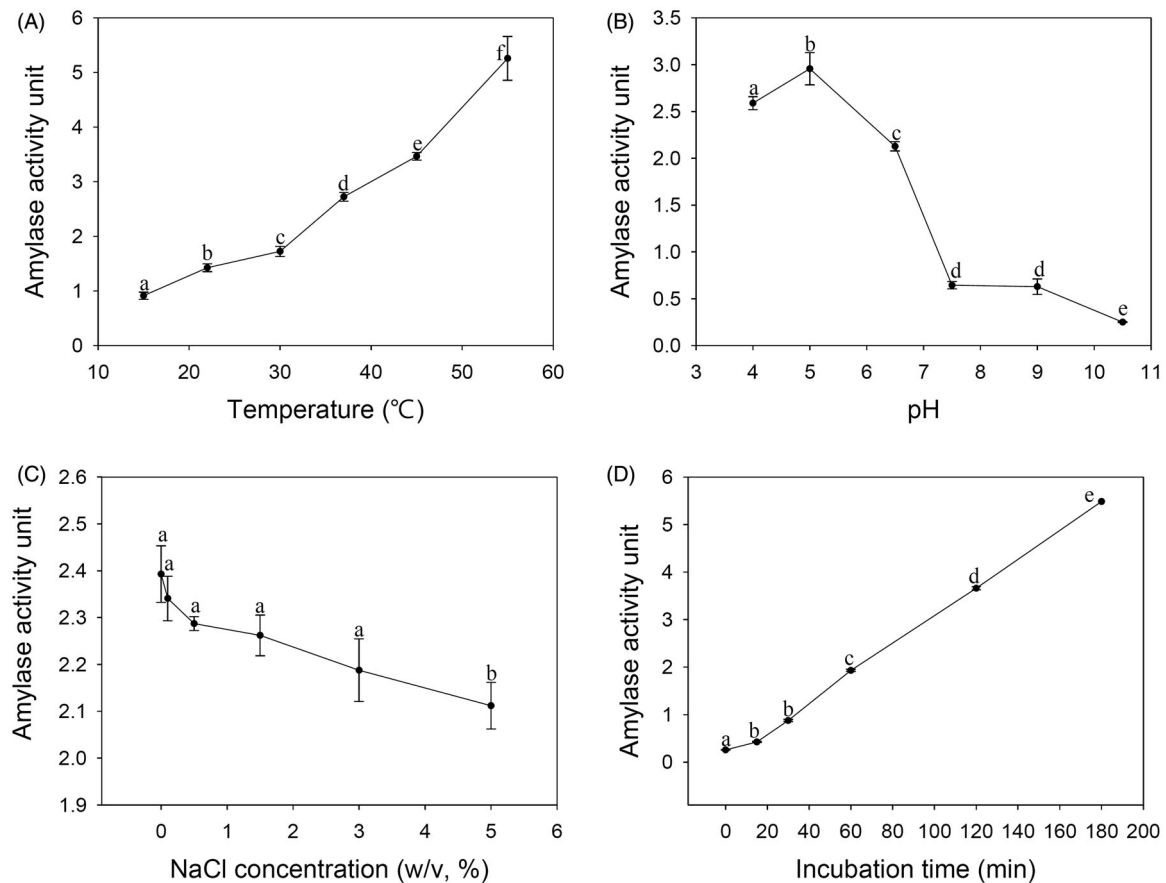 (A)
Amylase activity unit
6
5
4
3
2
1
0
a
b
c
d
e
f
10 20 30 40 50 60
Temperature (℃)
(B)
Amylase activity unit
3.5
3.0
2.5
2.0
1.5
1.0
0.5
0.0
a
b
c
d
d
e
3 4 5 6 7 8 9 10 11
pH
(C)
Amylase activity unit
2.6
2.5
2.4
2.3
2.2
2.1
2.0
1.9
a
a
a
a
a
b
0 1 2 3 4 5 6
NaCl concentration (w/v, %)
(D)
Amylase activity unit
6
5
4
3
2
1
0
a
b
b
c
d
e
0 20 40 60 80 100 120 140 160 180 200
Incubation time (min)